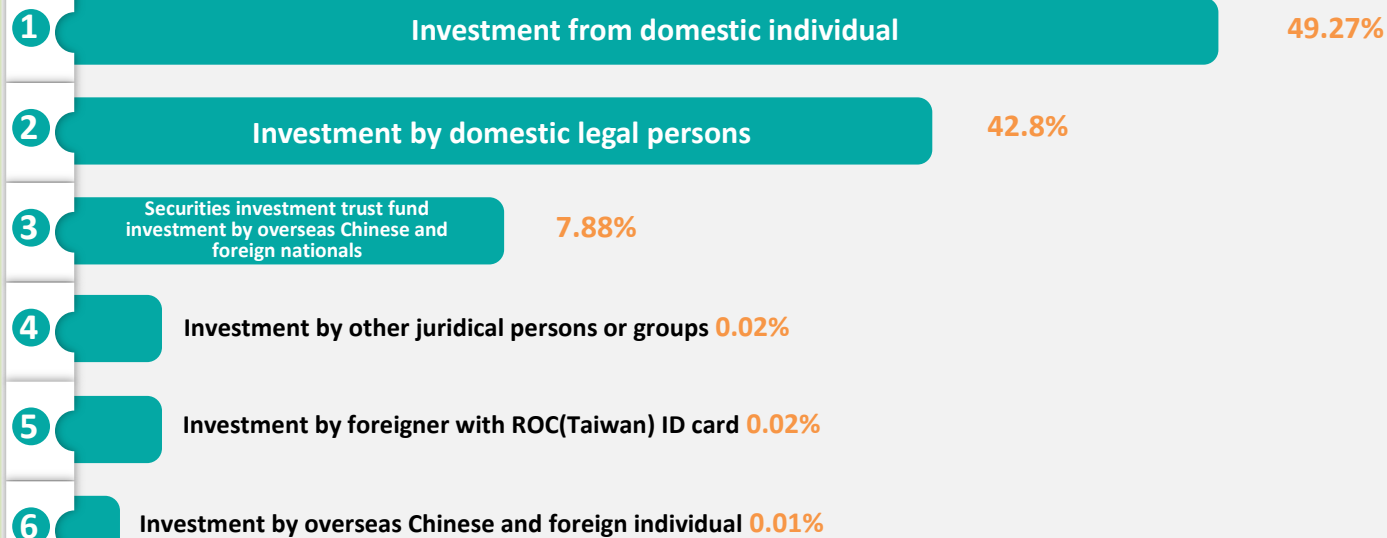 1 Investment from domestic individual 49.27%
2 Investment by domestic legal persons 42.8%
3 Securities investment trust fund
investment by overseas Chinese and
foreign nationals 7.88%
4 Investment by other juridical persons or groups 0.02%
5 Investment by foreigner with ROC(Taiwan) ID card 0.02%
6 Investment by overseas Chinese and foreign individual 0.01%